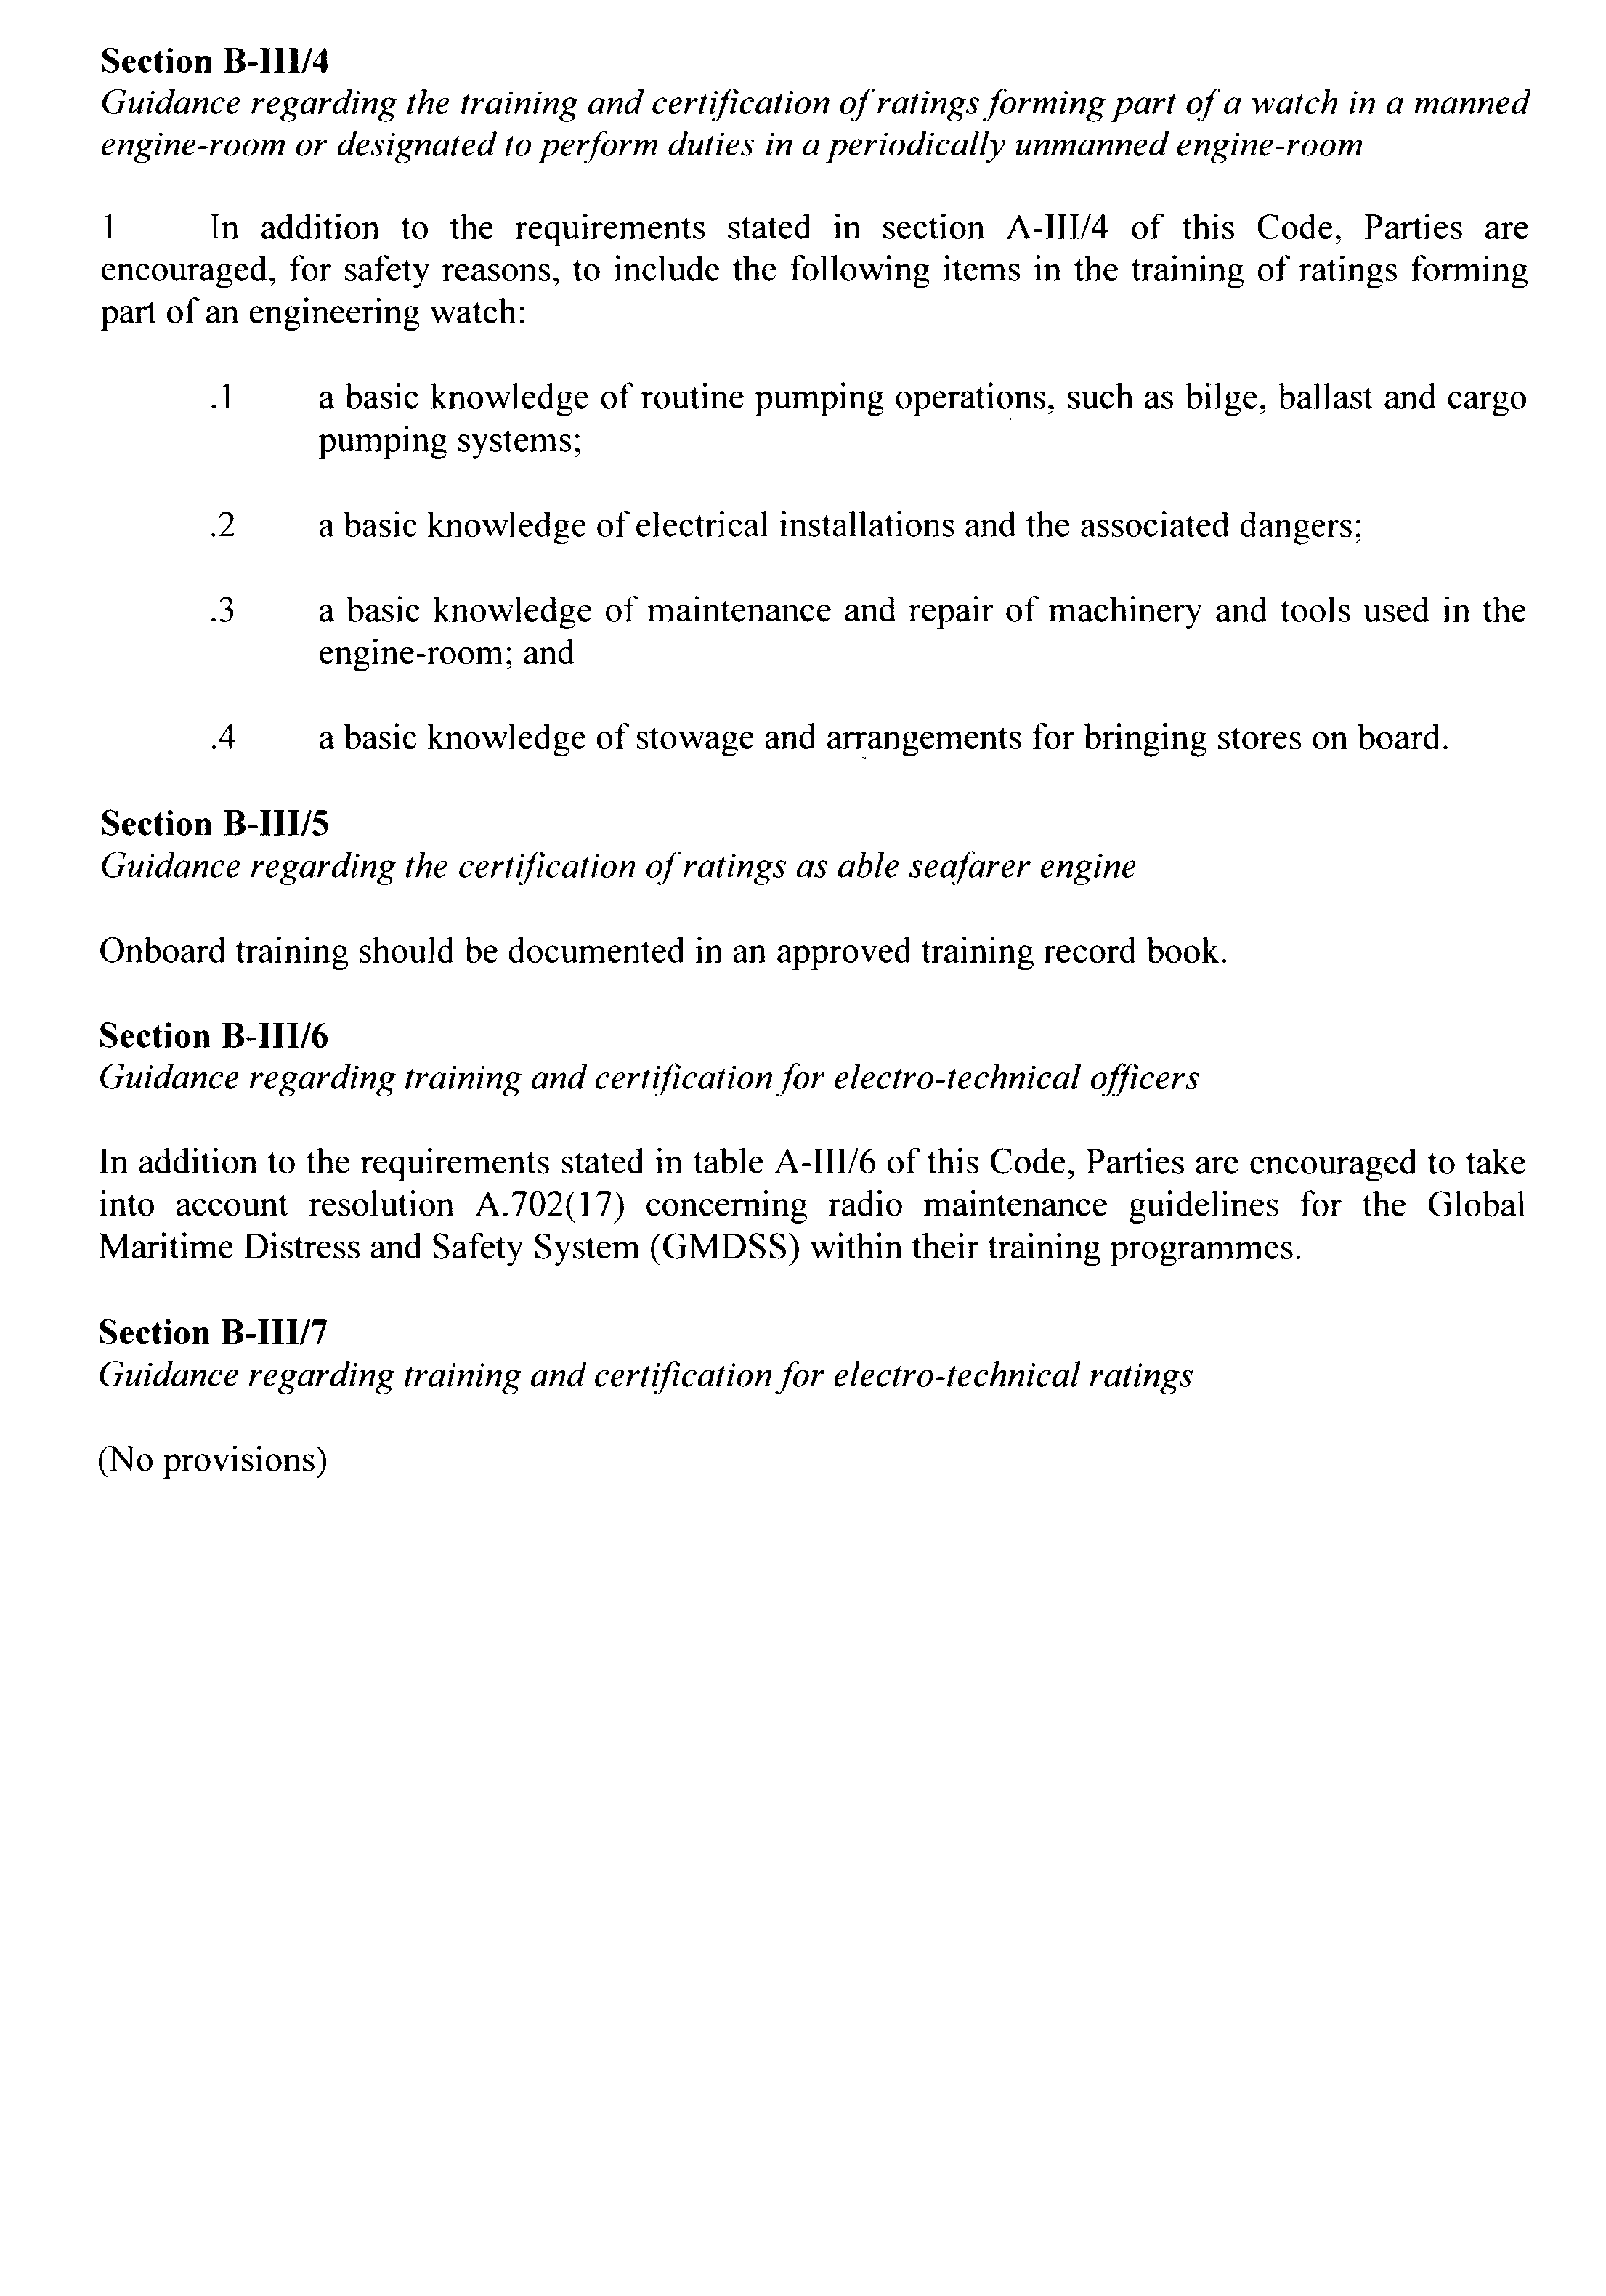 Section B-III/4
Guidance regarding the training and certification of ratings forming part of a watch in a manned
engine-room or designated to perform duties in a periodically unmanned engine-room
1 In addition to the requirements stated in section A-III/4 of this Code, Parties are
encouraged, for safety reasons, to include the following items in the training of ratings forming
part of an engineering watch:
.1 a basic knowledge of routine pumping operations, such as bilge, ballast and cargo
pumping systems;
.2 a basic knowledge of electrical installations and the associated dangers;
.3 a basic knowledge of maintenance and repair of machinery and tools used in the
engine-room; and
.4 a basic knowledge of stowage and arrangements for bringing stores on board.
Section B-III/5
Guidance regarding the certification of ratings as able seafarer engine
Onboard training should be documented in an approved training record book.
Section B-III/6
Guidance regarding training and certification for electro-technical officers
In addition to the requirements stated in table A-III/6 of this Code, Parties are encouraged to take
into account resolution A.702(17) concerning radio maintenance guidelines for the Global
Maritime Distress and Safety System (GMDSS) within their training programmes.
Section B-III/7
Guidance regarding training and certification for electro-technical ratings
(No provisions)